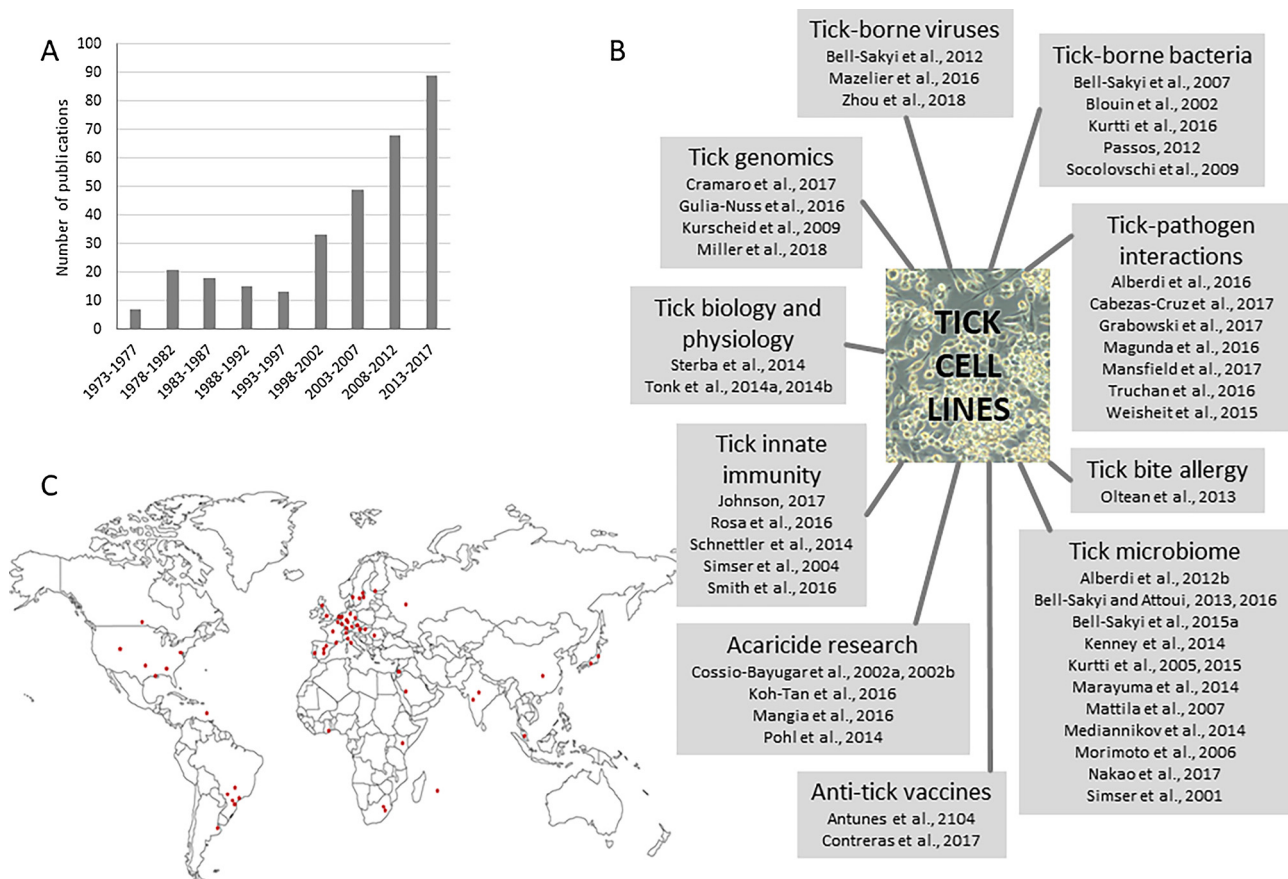 A
Number of publications
100
90
80
70
60
50
40
30
20
10
0
1973-1977
1978-1982
1983-1987
1988-1992
1993-1997
1998-2002
2003-2007
2008-2012
2013-2017
B
Tick-borne viruses
Bell-Sakyi et al., 2012
Mazelier et al., 2016
Zhou et al., 2018
Tick-borne bacteria
Bell-Sakyi et al., 2007
Blouin et al., 2002
Kurtti et al., 2016
Passos, 2012
Socolovschi et al., 2009
Tick genomics
Cramaro et al., 2017
Gulia-Nuss et al., 2016
Kurscheid et al., 2009
Miller et al., 2018
Tick-pathogen
interactions
Alberdi et al., 2016
Cabezas-Cruz et al., 2017
Grabowski et al., 2017
Magunda et al., 2016
Mansfield et al., 2017
Truchan et al., 2016
Weisheit et al., 2015
Tick biology and
physiology
Sterba et al., 2014
Tonk et al., 2014a, 2014b
TICK
CELL
LINES
Tick innate
immunity
Johnson, 2017
Rosa et al., 2016
Schnettler et al., 2014
Simser et al., 2004
Smith et al., 2016
Tick bite allergy
Oltean et al., 2013
Tick microbiome
Alberdi et al., 2012b
Bell-Sakyi and Attoui, 2013, 2016
Bell-Sakyi et al., 2015a
Kenney et al., 2014
Kurtti et al., 2005, 2015
Marayuma et al., 2014
Mattila et al., 2007
Mediannikov et al., 2014
Morimoto et al., 2006
Nakao et al., 2017
Simser et al., 2001
Acaricide research
Cossio-Bayugar et al., 2002a, 2002b
Koh-Tan et al., 2016
Mangia et al., 2016
Pohl et al., 2014
Anti-tick vaccines
Antunes et al., 2104
Contreras et al., 2017
C